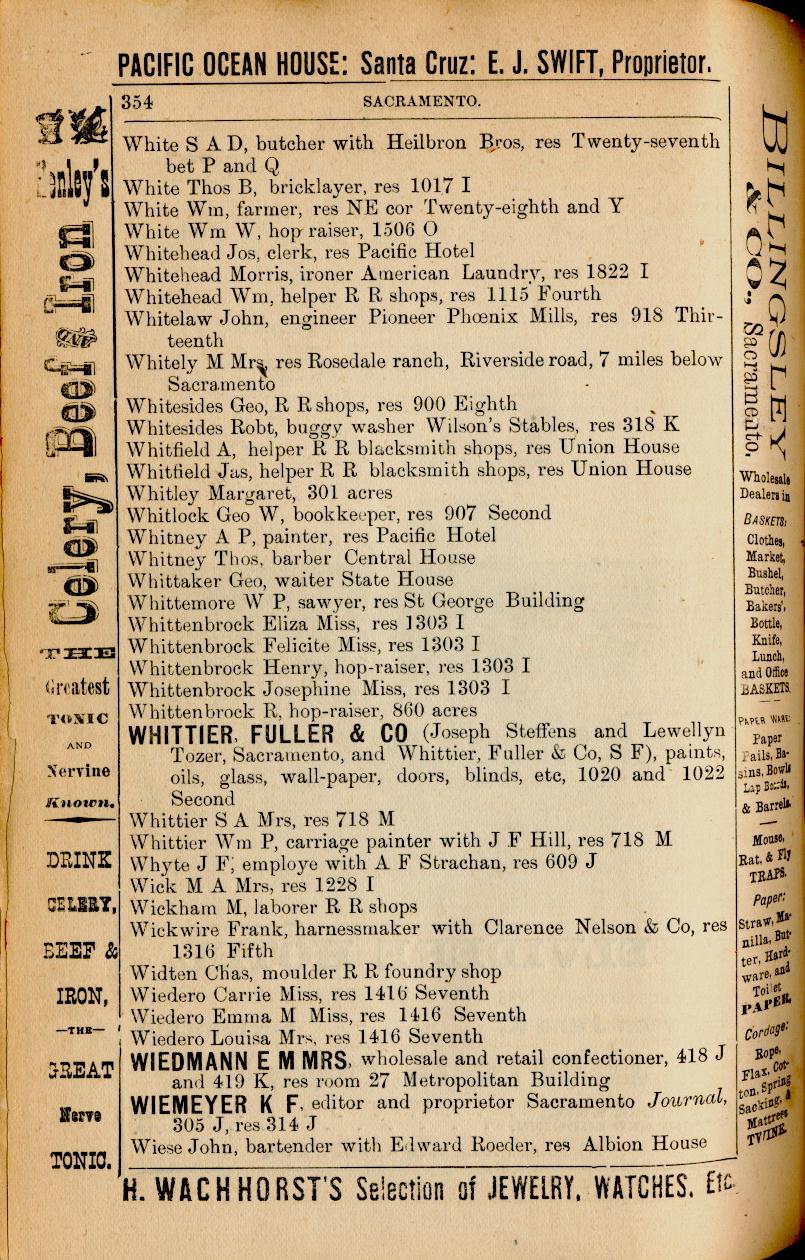 PACIFIC OCEAN HOUSE: Santa Cruz: E. J. SWIFT, Proprietor.
354 SACRAMENTO.
White S A D, butcher with Heilbron Bros, res Twenty-seventh
bet P and Q
White Thos B, bricklayer, res 1017 I
White Wm, farmer, res NE cor Twenty-eighth and Y
White Wm W, hop raiser, 1506 O
Whitehead Jos, clerk, res Pacific Hotel
Whitehead Morris, ironer American Laundry, res 1822 I
Whitehead Wm, helper R R shops, res 1115 Fourth
Whitelaw John, engineer Pioneer Phœnix Mills, res 918 Thir-
teenth
Whitely M Mrs, res Rosedale ranch, Riverside road, 7 miles below
Sacramento
Whitesides Geo, R R shops, res 900 Eighth
Whitesides Robt, buggy washer Wilson's Stables, res 318 K
Whitfield A, helper R R blacksmith shops, res Union House
Whitfield Jas, helper R R blacksmith shops, res Union House
Whitley Margaret, 301 acres
Whitlock Geo W, bookkeeper, res 907 Second
Whitney A P, painter, res Pacific Hotel
Whitney Thos, barber Central House
Whittaker Geo, waiter State House
Whittemore W P, sawyer, res St George Building
Whittenbrock Eliza Miss, res 1303 I
Whittenbrock Felicite Miss, res 1303 I
Whittenbrock Henry, hop-raiser, res 1303 I
Whittenbrock Josephine Miss, res 1303 I
Whittenbrock R, hop-raiser, 860 acres
WHITTIER, FULLER & CO (Joseph Steffens and Lewellyn
Tozer, Sacramento, and Whittier, Fuller & Co, S F), paints,
oils, glass, wall-paper, doors, blinds, etc, 1020 and 1022
Second
Whittier S A Mrs, res 718 M
Whittier Wm P, carriage painter with J F Hill, res 718 M
Whyte J F, employe with A F Strachan, res 609 J
Wick M A Mrs, res 1228 I
Wickham M, laborer R R shops
Wickwire Frank, harnessmaker with Clarence Nelson & Co, res
1316 Fifth
Widten Chas, moulder R R foundry shop
Wiedero Carrie Miss, res 1416 Seventh
Wiedero Emma M Miss, res 1416 Seventh
Wiedero Louisa Mrs, res 1416 Seventh
WIEDMANN E M MRS, wholesale and retail confectioner, 418 J
and 419 K, res room 27 Metropolitan Building
WIEMEYER K F, editor and proprietor Sacramento Journal,
305 J, res 314 J
Wiese John, bartender with Edward Roeder, res Albion House
H. WACHHORST'S Selection of JEWELRY, WATCHES, Etc.
Celery, Beef and Iron
THE
Greatest
TONIC
AND
Nervine
Known.
DRINK
CELERY,
BEEF &
IRON,
—THE—
GREAT
Nerve
TONIC.
BILLINGSLEY
& CO., Sacramento.
Wholesale
Dealers in
BASKETS:
Clothes,
Market,
Bushel,
Butcher,
Bakers',
Bottle,
Knife,
Lunch,
and Office
BASKETS.
PAPER WARE:
Paper
Pails, Ba-
sins, Bowls
Lap Boards,
& Barrels.
Mouse,
Rat, & Fly
TRAPS.
Paper:
Straw, Ma-
nilla, But-
ter, Hard-
ware, and
Toilet
PAPER.
Cordage:
Rope,
Flax, Cot-
ton, Spring
Sacking, &
Mattress
TWINE.